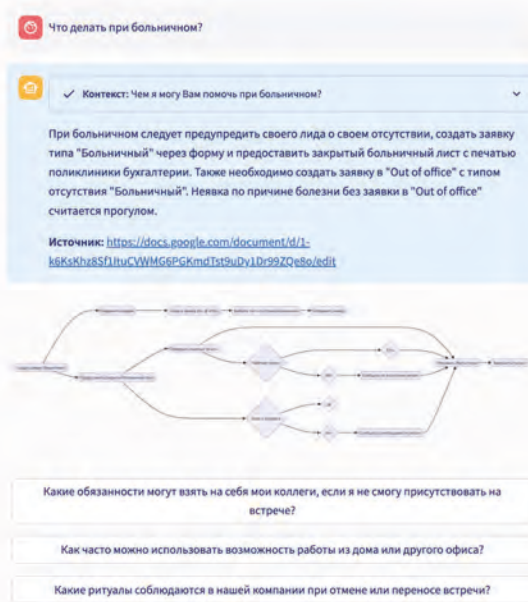 Что делать при больничном?
Контекст: Чем я могу Вам помочь при больничном?
При больничном следует предупредить своего лида о своем отсутствии, создать заявку
типа "Больничный" через форму и предоставить закрытый больничный лист с печатью
поликлиники бухгалтерии. Также необходимо создать заявку в "Out of office" с типом
отсутствия "Больничный". Неявка по причине болезни без заявки в "Out of office"
считается прогулом.
Источник: https://docs.google.com/document/d/1-
k6KsKhz8Sf1ItuCVWMG6PGKmdTst9uDy1Dr99ZQe8o/edit
Какие обязанности могут взять на себя мои коллеги, если я не смогу присутствовать на
встрече?
Как часто можно использовать возможность работы из дома или другого офиса?
Какие ритуалы соблюдаются в нашей компании при отмене или переносе встречи?